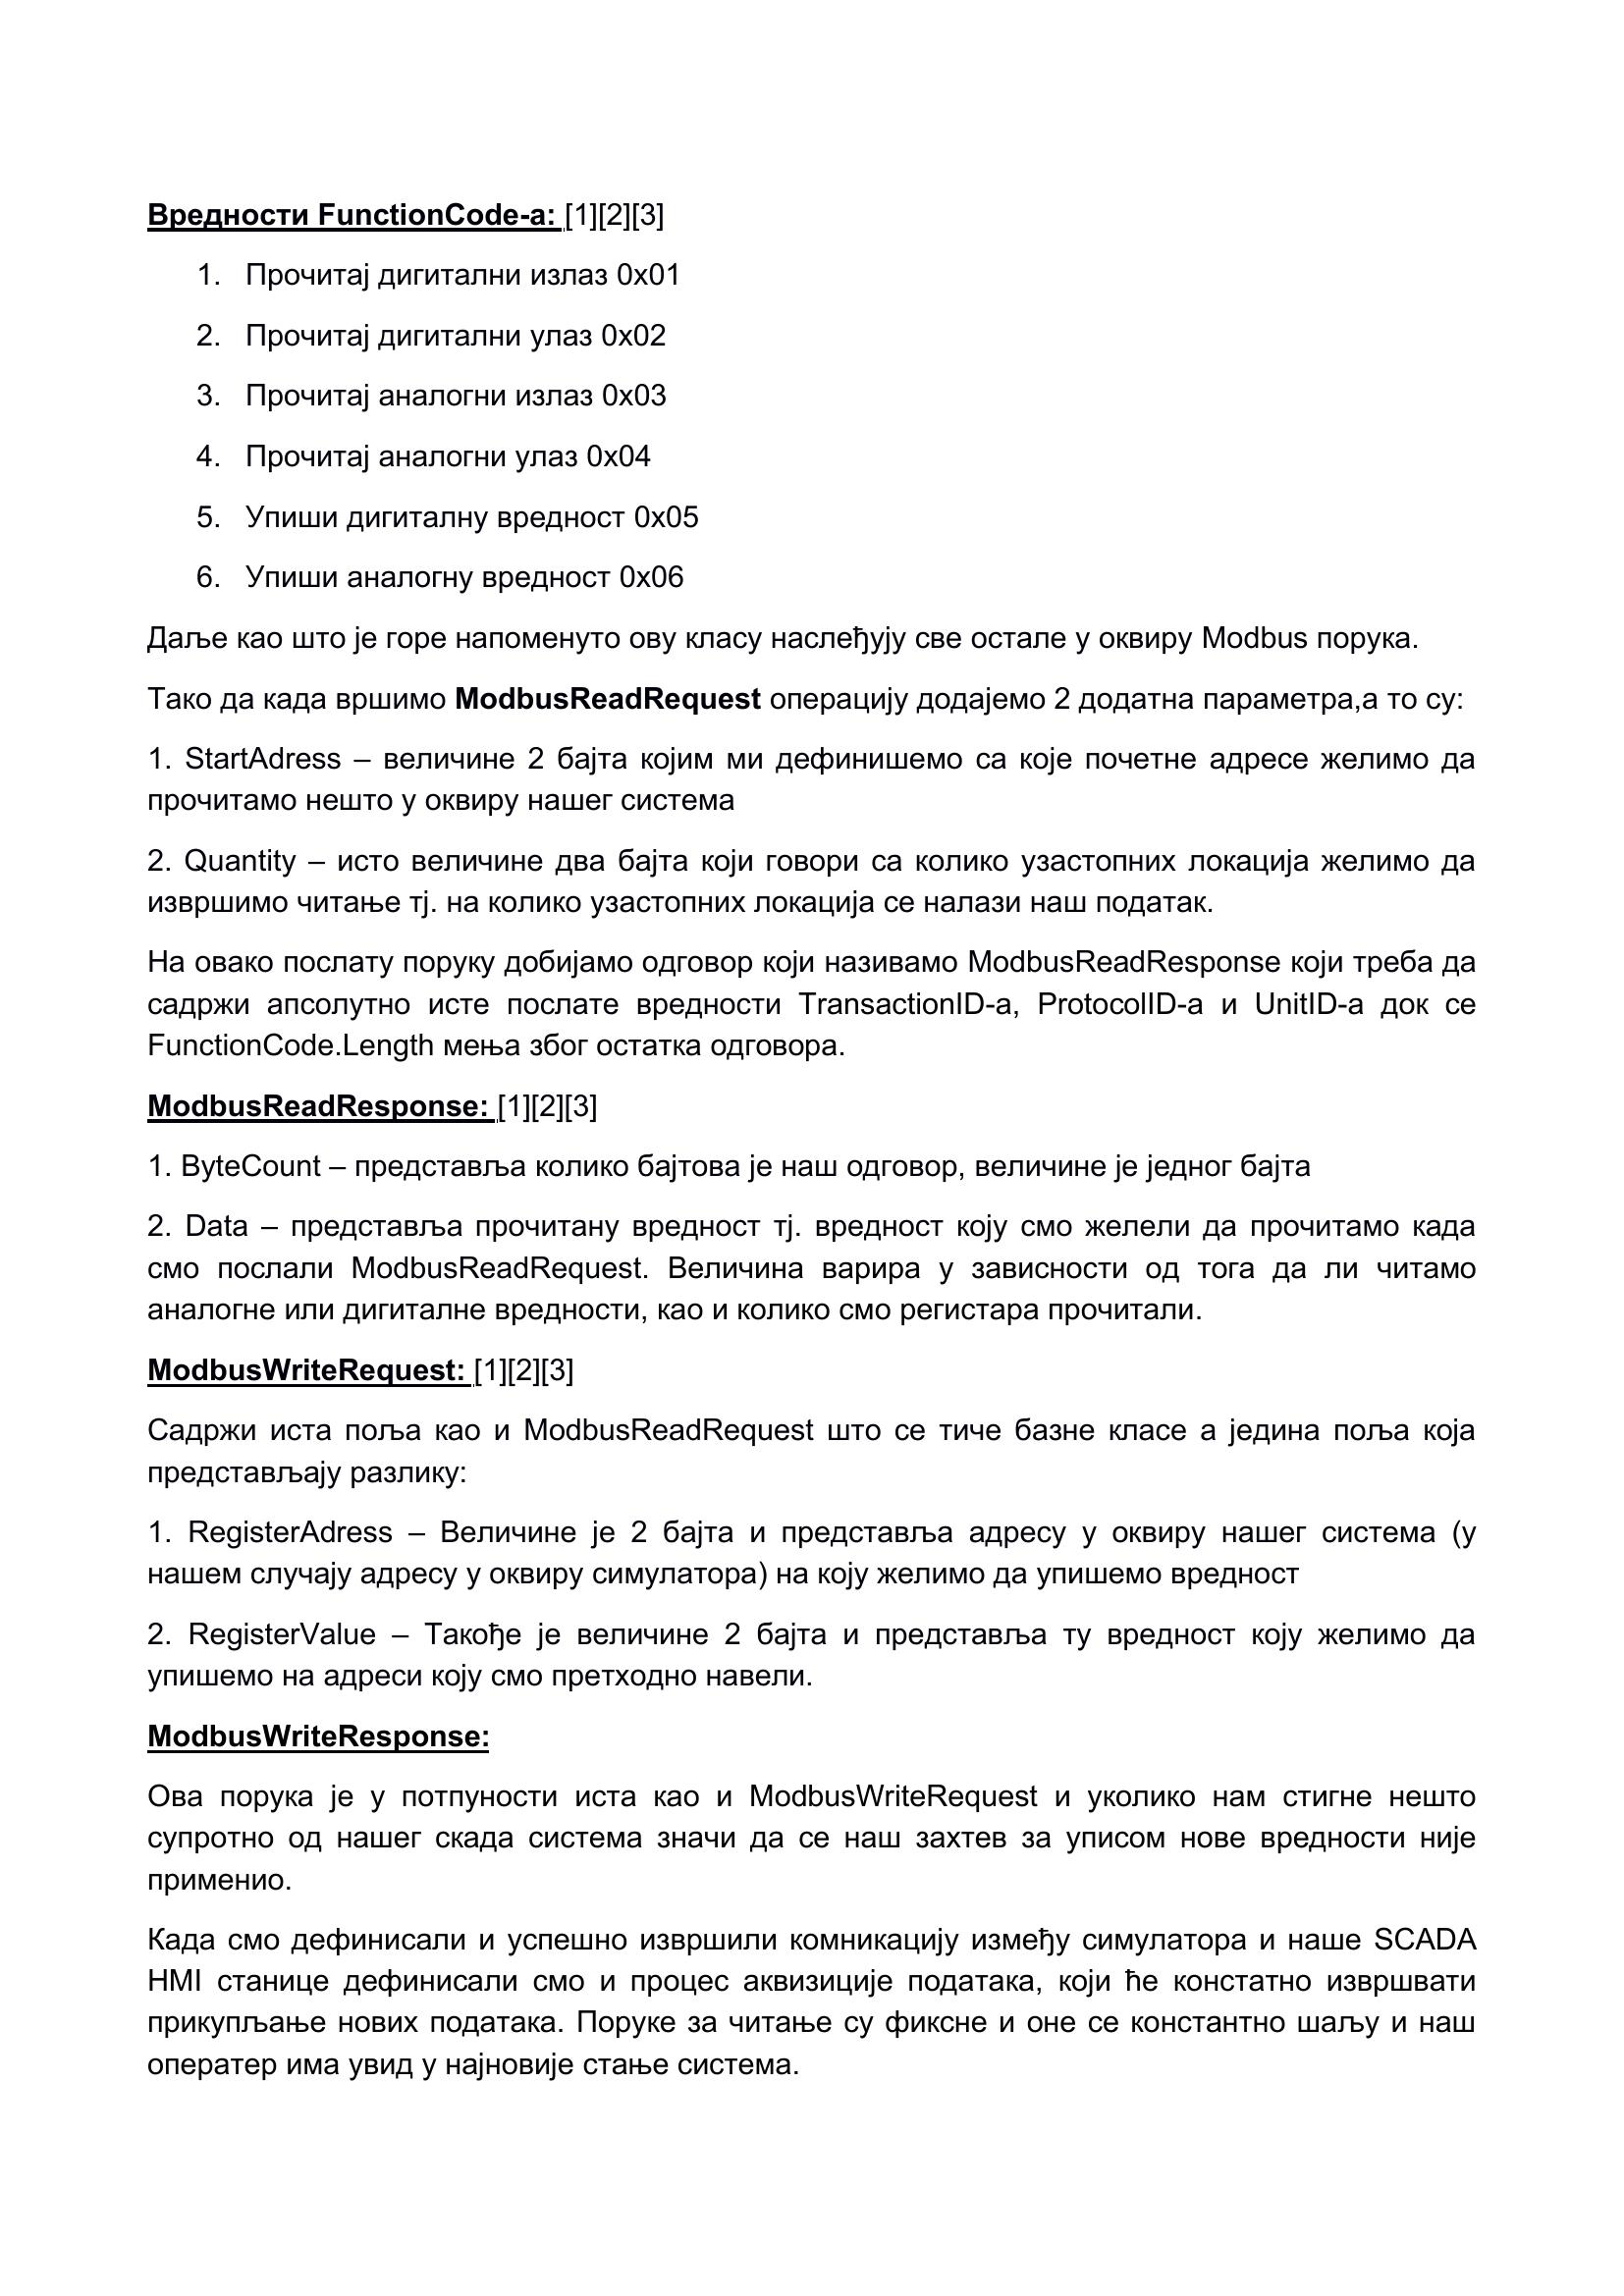 Вредности FunctionCode-a: [1][2][3]
1. Прочитај дигитални излаз 0x01
2. Прочитај дигитални улаз 0x02
3. Прочитај аналогни излаз 0x03
4. Прочитај аналогни улаз 0x04
5. Упиши дигиталну вредност 0x05
6. Упиши аналогну вредност 0x06
Даље као што је горе напоменуто ову класу наслеђују све остале у оквиру Modbus порука.
Тако да када вршимо ModbusReadRequest операцију додајемо 2 додатна параметра,а то су:
1. StartAdress – величине 2 бајта којим ми дефинишемо са које почетне адресе желимо да
прочитамо нешто у оквиру нашег система
2. Quantity – исто величине два бајта који говори са колико узастопних локација желимо да
извршимо читање тј. на колико узастопних локација се налази наш податак.
На овако послату поруку добијамо одговор који називамо ModbusReadResponse који треба да
садржи апсолутно исте послате вредности TransactionID-a, ProtocolID-a и UnitID-a док се
FunctionCode.Length мења због остатка одговора.
ModbusReadResponse: [1][2][3]
1. ByteCount – представља колико бајтова је наш одговор, величине је једног бајта
2. Data – представља прочитану вредност тј. вредност коју смо желели да прочитамо када
смо послали ModbusReadRequest. Величина варира у зависности од тога да ли читамо
аналогне или дигиталне вредности, као и колико смо регистара прочитали.
ModbusWriteRequest: [1][2][3]
Садржи иста поља као и ModbusReadRequest што се тиче базне класе а једина поља која
представљају разлику:
1. RegisterAdress – Величине је 2 бајта и представља адресу у оквиру нашег система (у
нашем случају адресу у оквиру симулатора) на коју желимо да упишемо вредност
2. RegisterValue – Такође је величине 2 бајта и представља ту вредност коју желимо да
упишемо на адреси коју смо претходно навели.
ModbusWriteResponse:
Ова порука је у потпуности иста као и ModbusWriteRequest и уколико нам стигне нешто
супротно од нашег скада система значи да се наш захтев за уписом нове вредности није
применио.
Када смо дефинисали и успешно извршили комникацију између симулатора и наше SCADA
HMI станице дефинисали смо и процес аквизиције података, који ће констатно извршвати
прикупљање нових података. Поруке за читање су фиксне и оне се константно шаљу и наш
оператер има увид у најновије стање система.